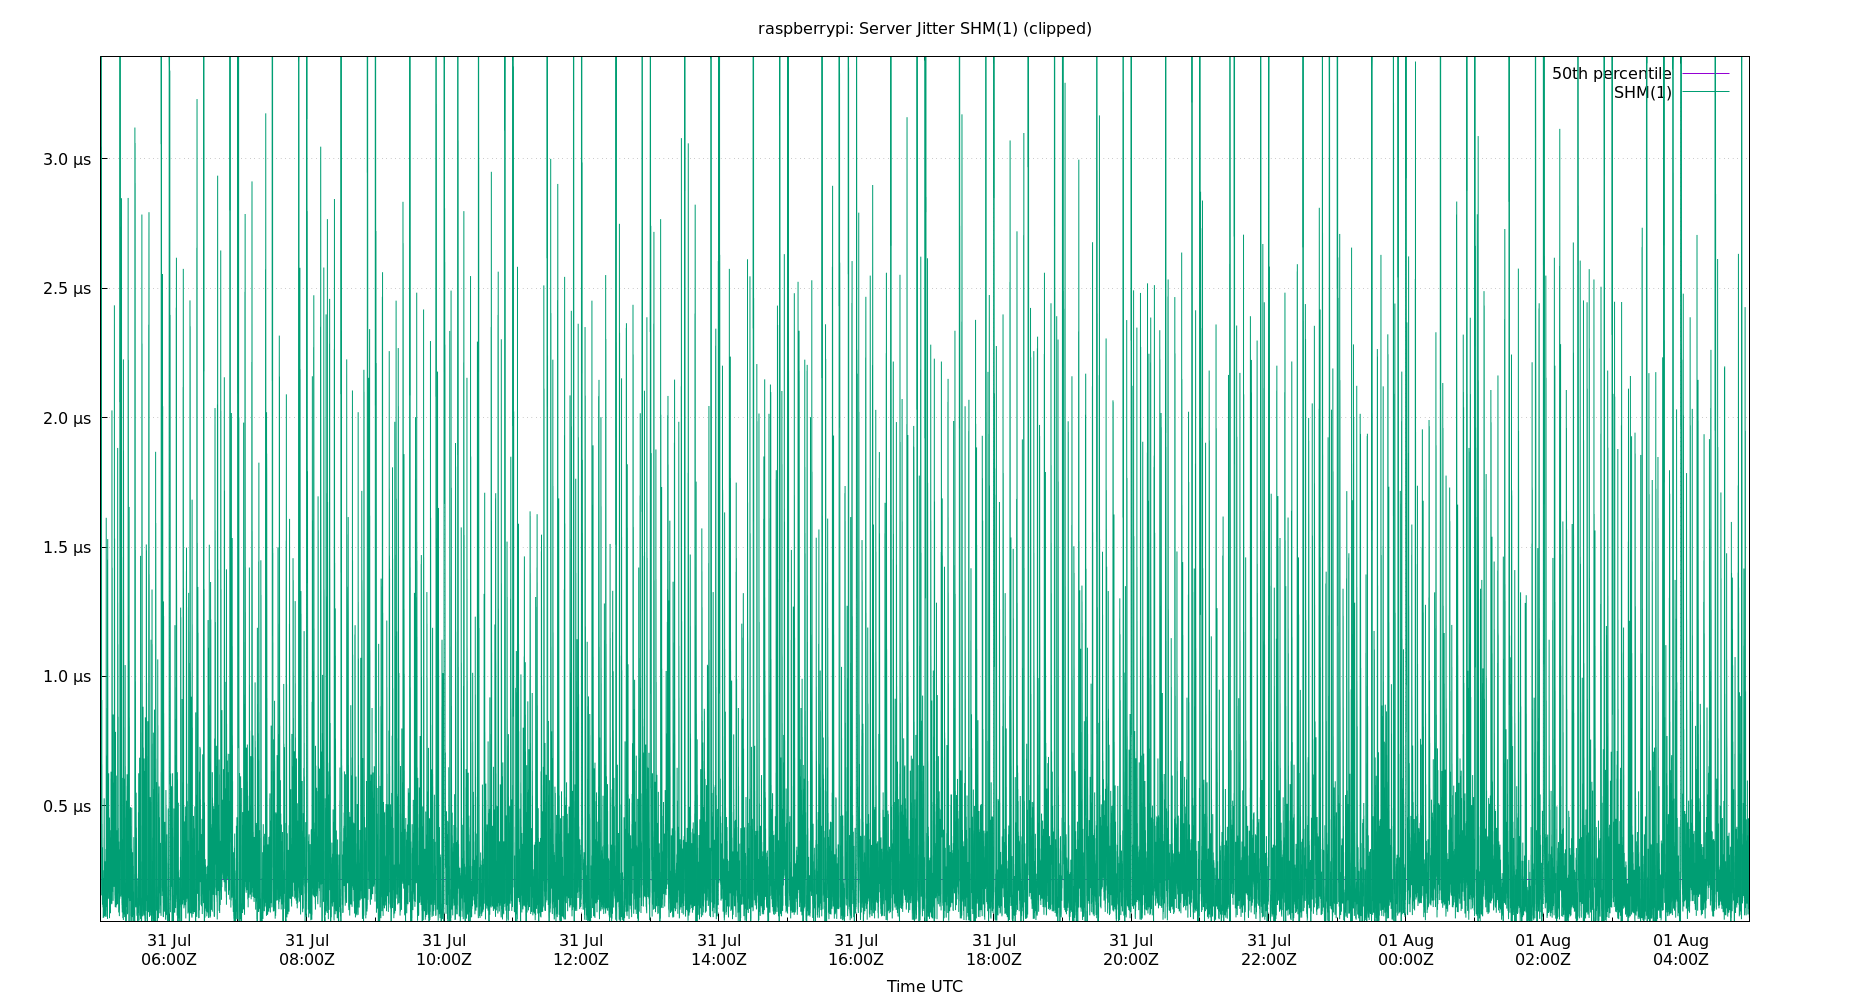 raspberrypi: Server Jitter SHM(1) (clipped)
50th percentile
SHM(1)
3.0 µs
2.5 µs
2.0 µs
1.5 µs
1.0 µs
0.5 µs
31 Jul 31 Jul 31 Jul 31 Jul 31 Jul 31 Jul 31 Jul 31 Jul 31 Jul 01 Aug 01 Aug 01 Aug
06:00Z 08:00Z 10:00Z 12:00Z 14:00Z 16:00Z 18:00Z 20:00Z 22:00Z 00:00Z 02:00Z 04:00Z
Time UTC